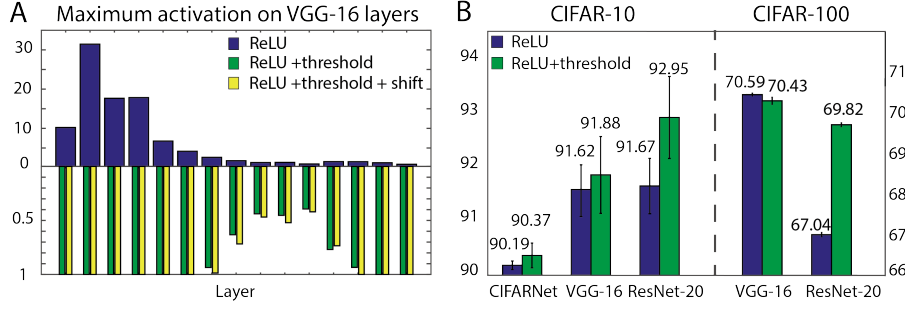 A
Maximum activation on VGG-16 layers
30
20
10
0
0.5
1
ReLU
ReLU +threshold
ReLU +threshold + shift
Layer
B
CIFAR-10
CIFAR-100
94
93
92
91
90
ReLU
ReLU+threshold
90.19
90.37
91.62
91.88
91.67
92.95
70.59
70.43
67.04
69.82
71
70
69
68
67
66
CIFARNet
VGG-16
ResNet-20
VGG-16
ResNet-20